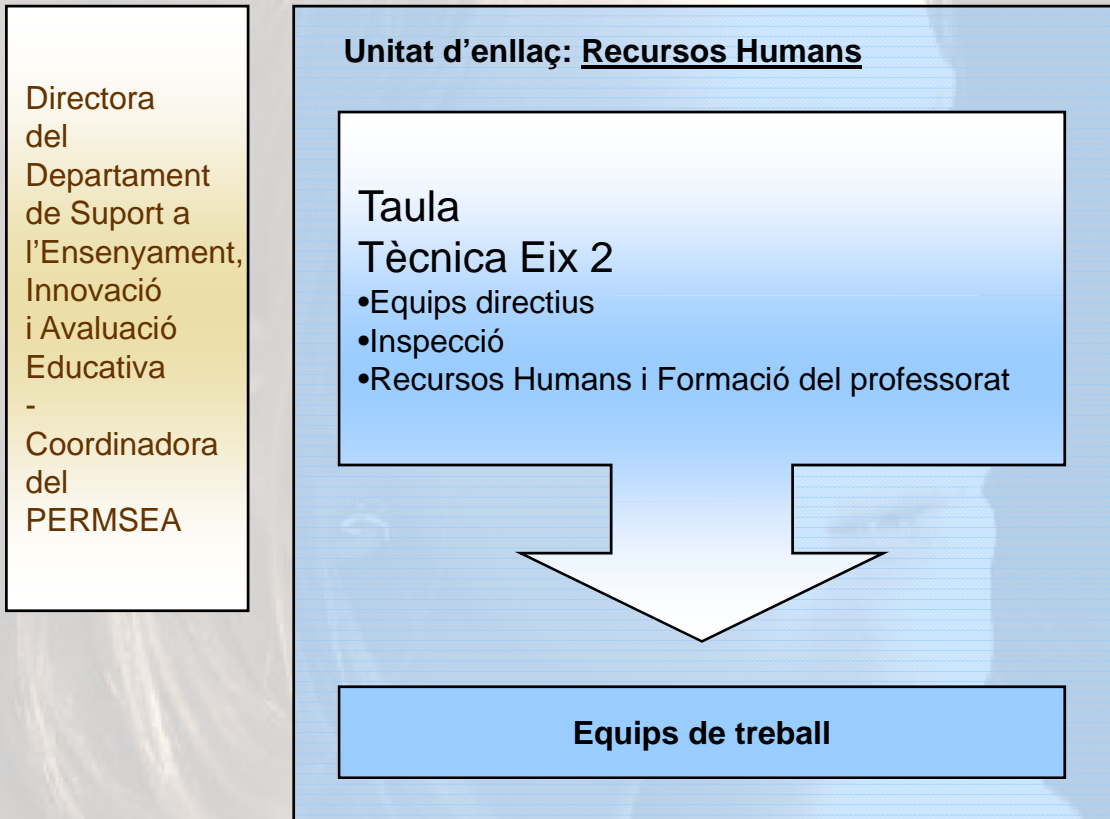 Directora
del
Departament
de Suport a
l’Ensenyament,
Innovació
i Avaluació
Educativa
-
Coordinadora
del
PERMSEA
Unitat d’enllaç: Recursos Humans
Taula
Tècnica Eix 2
•Equips directius
•Inspecció
•Recursos Humans i Formació del professorat
Equips de treball